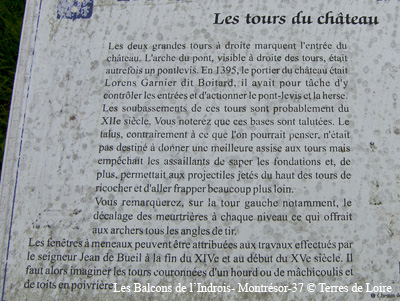 Les tours du château
Les deux grandes tours à droite marquent l'entrée du
château. L'arche du pont, visible à droite des tours, était
autrefois un pontlevis. En 1395, le portier du château était
Lorens Garnier dit Boitard, il avait pour tâche d'y
contrôler les entrées et d'actionner le pont-levis et la herse.
Les soubassements de ces tours sont probablement du
XIIe siècle. Vous noterez que ces bases sont talutées. Le
talus, contrairement à ce que l'on pourrait penser, n'était
pas destiné à donner une meilleure assise aux tours mais
empêchait les assaillants de saper les fondations et, de
plus, permettait aux projectiles jetés du haut des tours de
ricocher et d'aller frapper beaucoup plus loin.
Vous remarquerez, sur la tour gauche notamment, le
décalage des meurtrières à chaque niveau ce qui offrait
aux archers tous les angles de tir.
Les fenêtres à meneaux peuvent être attribuées aux travaux effectués par
le seigneur Jean de Bueil à la fin du XIVe et au début du XVe siècle. Il
faut alors imaginer les tours couronnées d'un hourd ou de mâchicoulis et
de toits en poivrière
Les Balcons de l'Indrois- Montrésor-37 © Terres de Loire